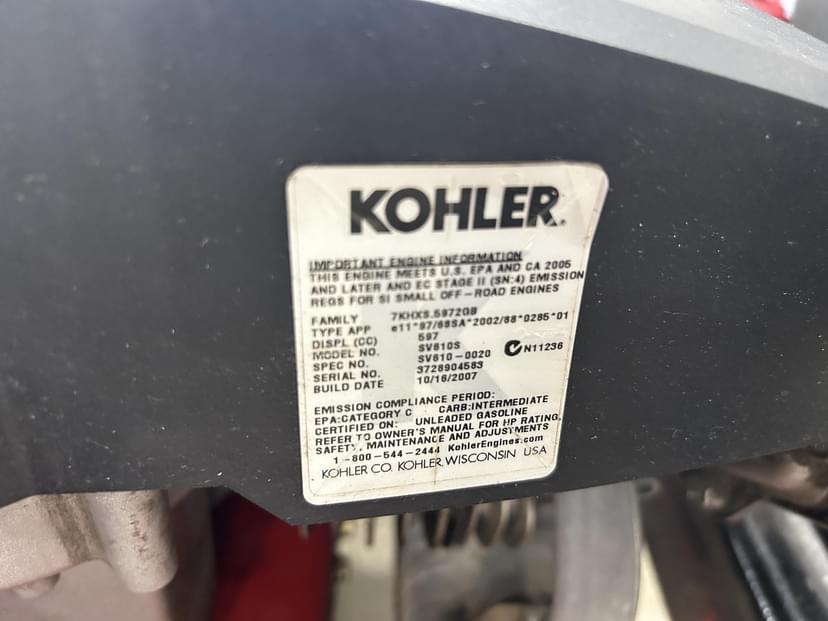 KOHLER.
IMPORTANT ENGINE INFORMATION
THIS ENGINE MEETS U.S. EPA AND CA 2005
AND LATER AND EC STAGE II (SN:4) EMISSION
REGS FOR SI SMALL OFF-ROAD ENGINES
FAMILY 7KHXS.5972GB
TYPE APP e11*97/68SA*2002/88*0285*01
DISPL (CC) 597
MODEL NO. SV610S
SPEC NO. SV610-0020 N11236
SERIAL NO. 3728904583
BUILD DATE 10/16/2007
EMISSION COMPLIANCE PERIOD:
EPA:CATEGORY C CARB:INTERMEDIATE
CERTIFIED ON: UNLEADED GASOLINE
REFER TO OWNER'S MANUAL FOR HP RATING,
SAFETY, MAINTENANCE AND ADJUSTMENTS
1-800-544-2444 KohlerEngines.com
KOHLER CO. KOHLER, WISCONSIN USA